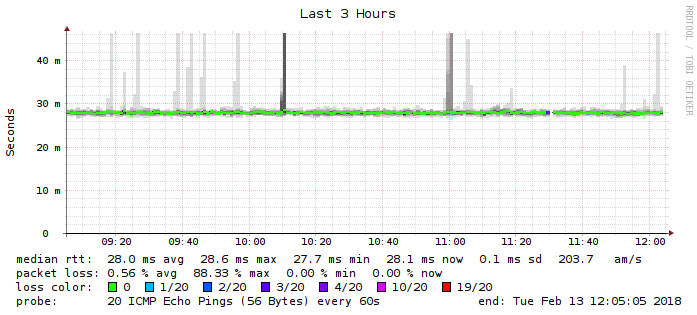 Last 3 Hours
RRDTOOL / TOBI OETIKER
Seconds
40 m
30 m
20 m
10 m
0
09:20 09:40 10:00 10:20 10:40 11:00 11:20 11:40 12:00
median rtt: 28.0 ms avg 28.6 ms max 27.7 ms min 28.1 ms now 0.1 ms sd 203.7 am/s
packet loss: 0.56 % avg 88.33 % max 0.00 % min 0.00 % now
loss color: 0 1/20 2/20 3/20 4/20 10/20 19/20
probe: 20 ICMP Echo Pings (56 Bytes) every 60s end: Tue Feb 13 12:05:05 2018